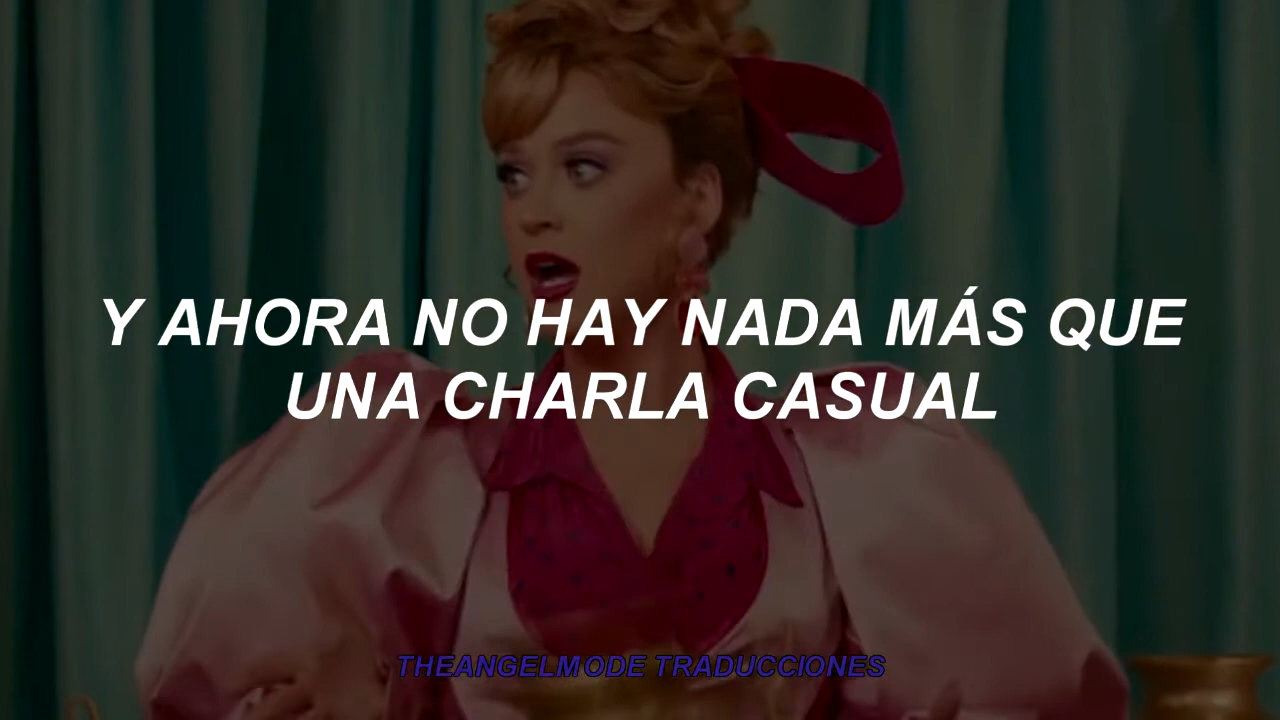 Y AHORA NO HAY NADA MÁS QUE
UNA CHARLA CASUAL
THEANGELMODE TRADUCCIONES